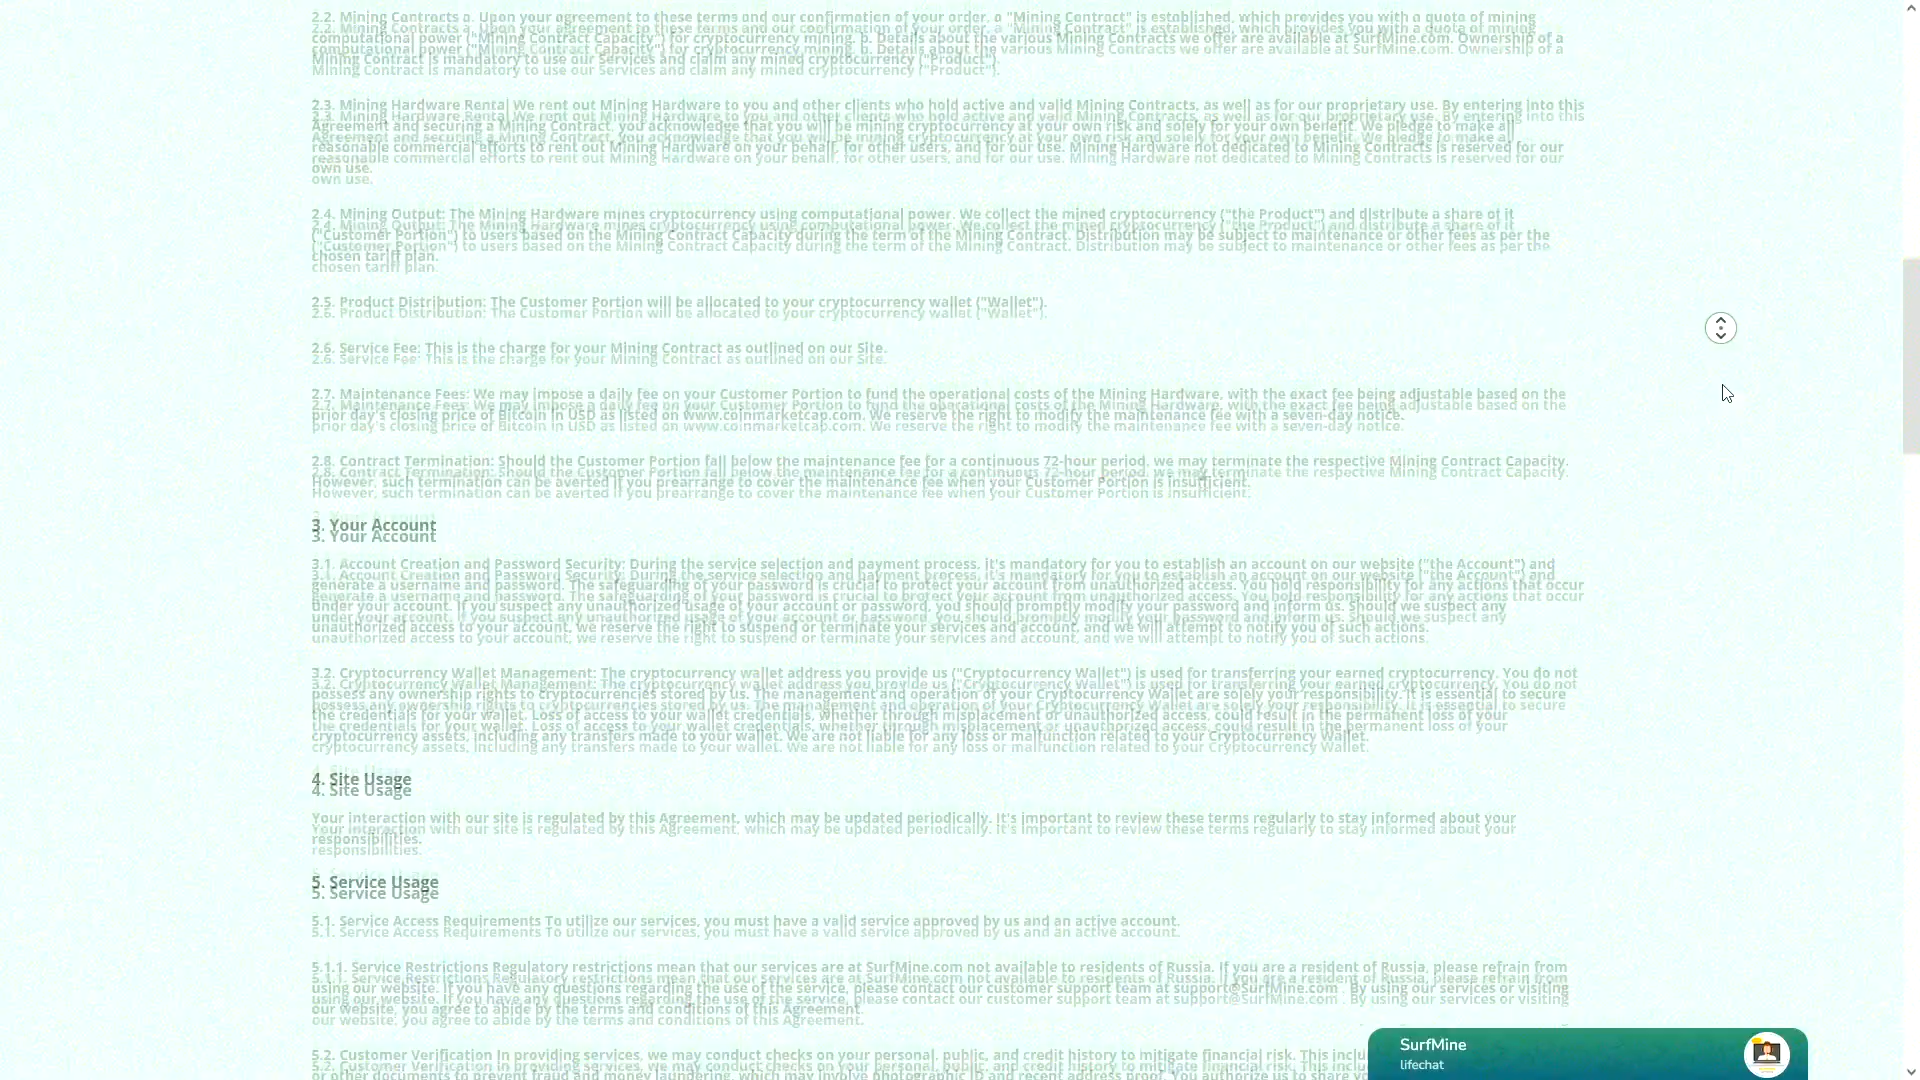 2.2. Mining Contracts a. Upon your agreement to these terms and our confirmation of your order, a "Mining Contract" is established, which provides you with a quota of mining
computational power ("Mining Contract Capacity") for cryptocurrency mining. b. Details about the various Mining Contracts we offer are available at SurfMine.com. Ownership of a
Mining Contract is mandatory to use our Services and claim any mined cryptocurrency ("Product").
2.3. Mining Hardware Rental We rent out Mining Hardware to you and other clients who hold active and valid Mining Contracts, as well as for our proprietary use. By entering into this
Agreement and securing a Mining Contract, you acknowledge that you will be mining cryptocurrency at your own risk and solely for your own benefit. We pledge to make all
reasonable commercial efforts to rent out Mining Hardware on your behalf, for other users, and for our use. Mining Hardware not dedicated to Mining Contracts is reserved for our
own use.
2.4. Mining Output: The Mining Hardware mines cryptocurrency using computational power. We collect the mined cryptocurrency ("the Product") and distribute a share of it
("Customer Portion") to users based on the Mining Contract Capacity during the term of the Mining Contract. Distribution may be subject to maintenance or other fees as per the
chosen tariff plan.
2.5. Product Distribution: The Customer Portion will be allocated to your cryptocurrency wallet ("Wallet").
2.6. Service Fee: This is the charge for your Mining Contract as outlined on our Site.
2.7. Maintenance Fees: We may impose a daily fee on your Customer Portion to fund the operational costs of the Mining Hardware, with the exact fee being adjustable based on the
prior day's closing price of Bitcoin in USD as listed on www.coinmarketcap.com. We reserve the right to modify the maintenance fee with a seven-day notice.
2.8. Contract Termination: Should the Customer Portion fall below the maintenance fee for a continuous 72-hour period, we may terminate the respective Mining Contract Capacity.
However, such termination can be averted if you prearrange to cover the maintenance fee when your Customer Portion is insufficient.
3. Your Account
3.1. Account Creation and Password Security: During the service selection and payment process, it's mandatory for you to establish an account on our website ("the Account") and
generate a username and password. The safeguarding of your password is crucial to protect your account from unauthorized access. You hold responsibility for any actions that occur
under your account. If you suspect any unauthorized usage of your account or password, you should promptly modify your password and inform us. Should we suspect any
unauthorized access to your account, we reserve the right to suspend or terminate your services and account, and we will attempt to notify you of such actions.
3.2. Cryptocurrency Wallet Management: The cryptocurrency wallet address you provide us ("Cryptocurrency Wallet") is used for transferring your earned cryptocurrency. You do not
possess any ownership rights to cryptocurrencies stored by us. The management and operation of your Cryptocurrency Wallet are solely your responsibility. It is essential to secure
the credentials for your wallet. Loss of access to your wallet credentials, whether through misplacement or unauthorized access, could result in the permanent loss of your
cryptocurrency assets, including any transfers made to your wallet. We are not liable for any loss or malfunction related to your Cryptocurrency Wallet.
4. Site Usage
Your interaction with our site is regulated by this Agreement, which may be updated periodically. It's important to review these terms regularly to stay informed about your
responsibilities.
5. Service Usage
5.1. Service Access Requirements To utilize our services, you must have a valid service approved by us and an active account.
5.1.1. Service Restrictions Regulatory restrictions mean that our services are at SurfMine.com not available to residents of Russia. If you are a resident of Russia, please refrain from
using our website. If you have any questions regarding the use of the service, please contact our customer support team at support@SurfMine.com . By using our services or visiting
our website, you agree to abide by the terms and conditions of this Agreement.
5.2. Customer Verification In providing services, we may conduct checks on your personal, public, and credit history to mitigate financial risk. This
or other documents to prevent fraud and money laundering, which may involve photographic ID and recent address proof. You authorize us to share
SurfMine
lifechat